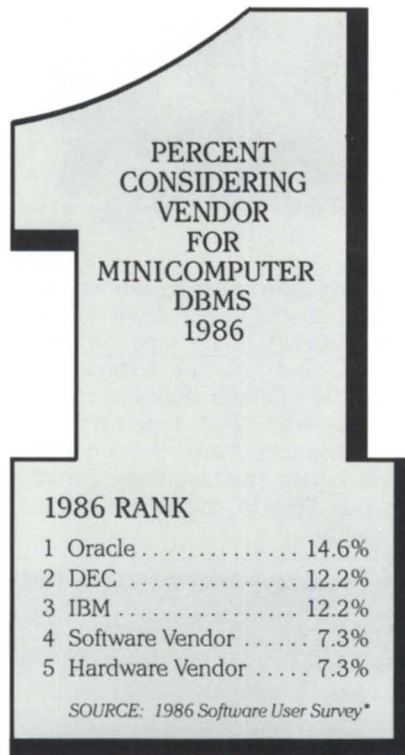 PERCENT
CONSIDERING
VENDOR
FOR
MINICOMPUTER
DBMS
1986
1986 RANK
1 Oracle .............. 14.6%
2 DEC ................ 12.2%
3 IBM ................. 12.2%
4 Software Vendor ...... 7.3%
5 Hardware Vendor ..... 7.3%
SOURCE: 1986 Software User Survey*